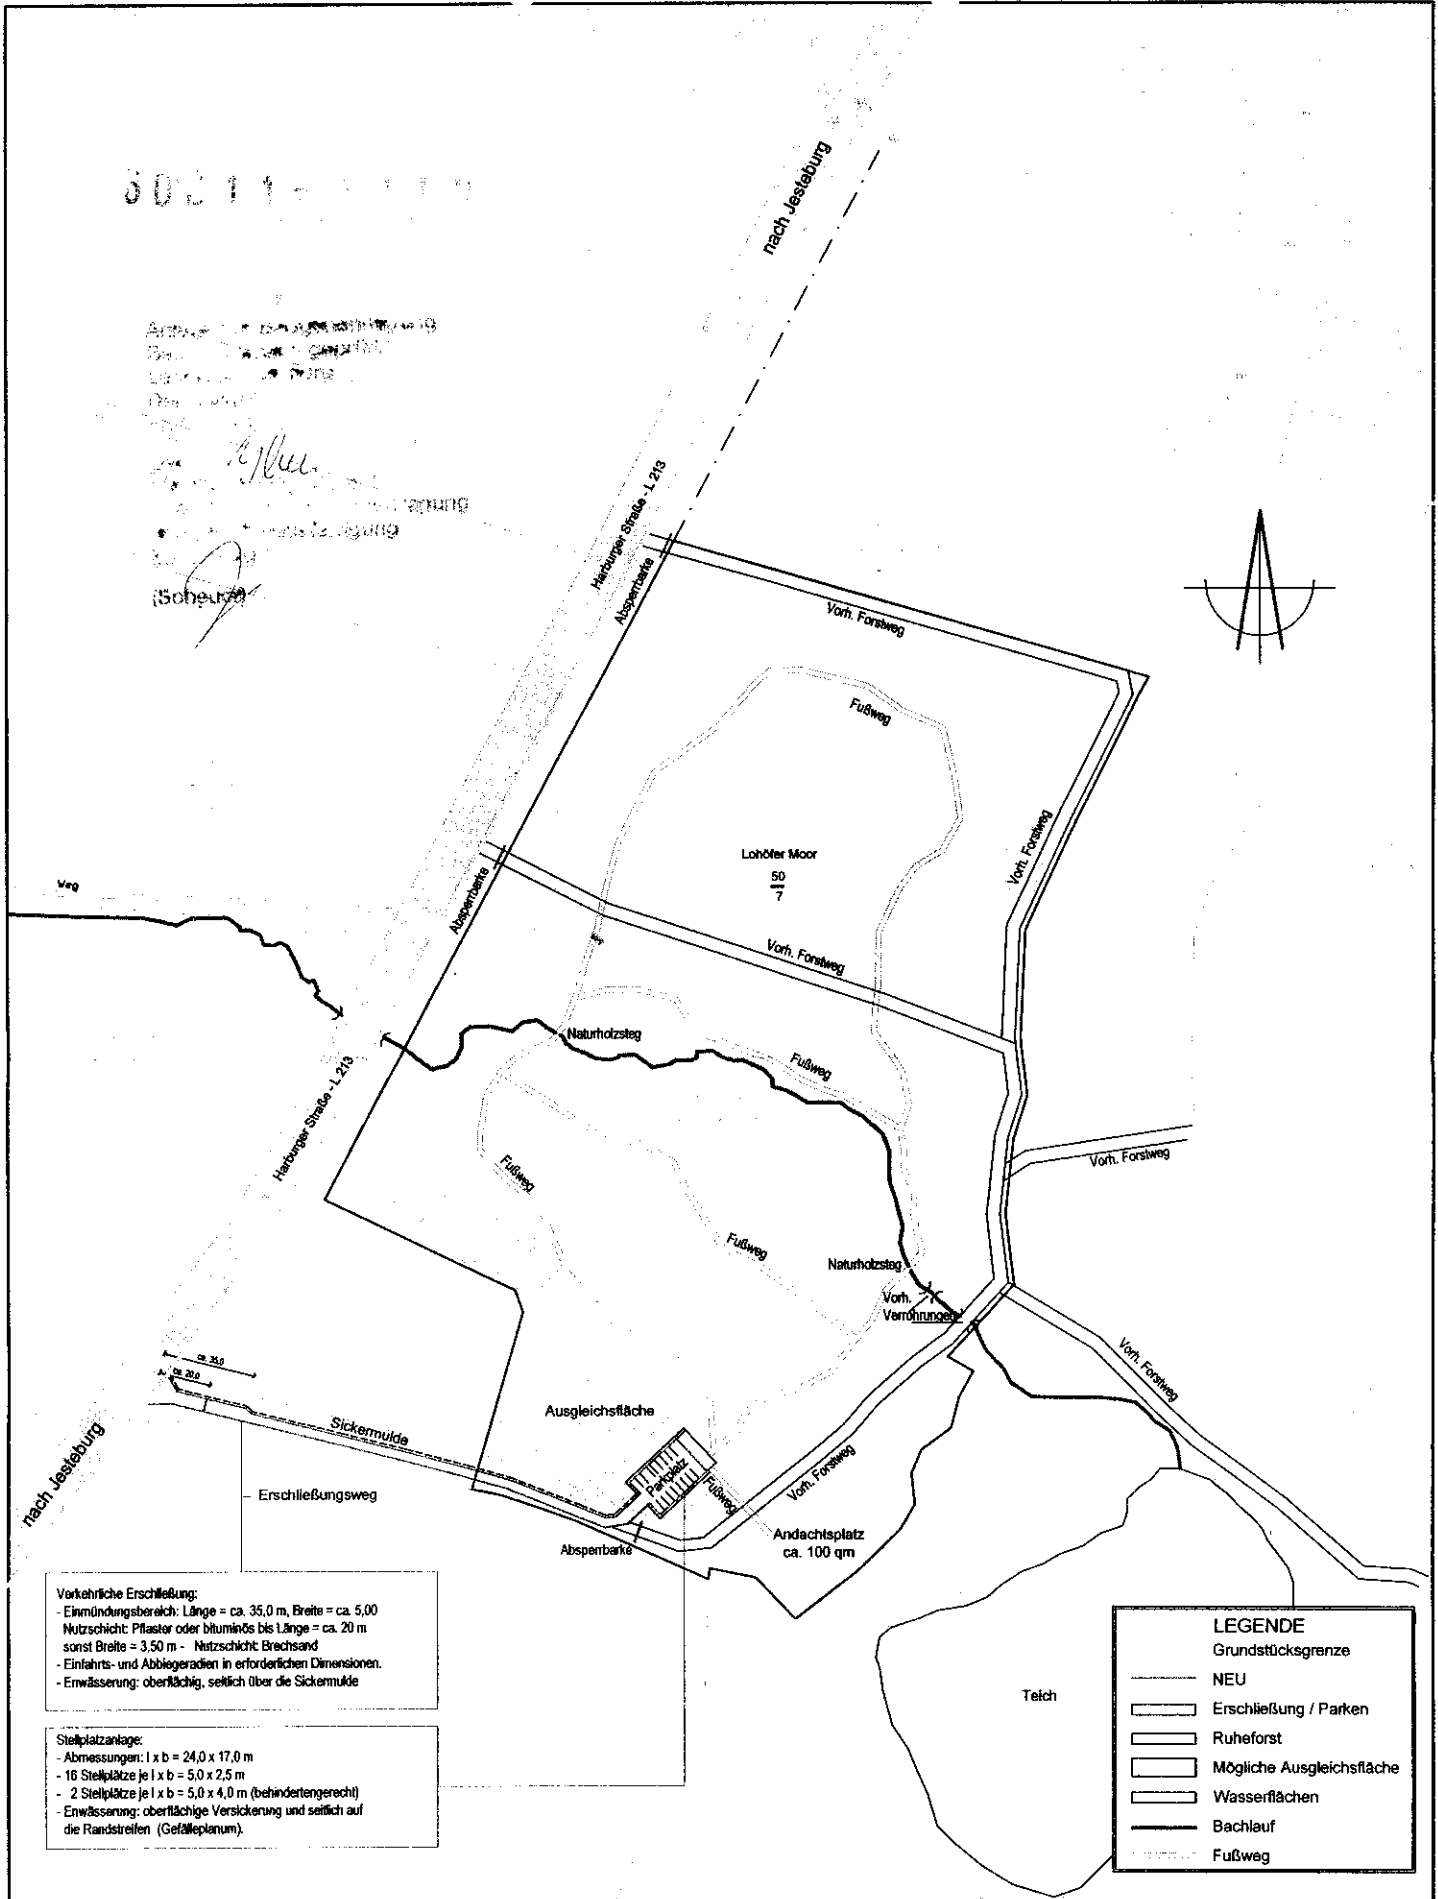 nach Jesteburg
Harburger Straße - L 213
Absperrbarke
Vorh. Forstweg
Fußweg
Vorh. Forstweg
Lohöfer Moor
50
7
Weg
Absperrbarke
Vorh. Forstweg
Naturholzsteg
Fußweg
Harburger Straße - L 213
Vorh. Forstweg
Fußweg
Fußweg
Naturholzsteg
Vorh.
Verrohrungen
Vorh. Forstweg
ca. 35,0
ca. 20,0
Sickermulde
Ausgleichsfläche
nach Jesteburg
Parkplatz
Fußweg
Vorh. Forstweg
Erschließungsweg
Andachtsplatz
ca. 100 qm
Absperrbarke
Teich
Verkehrliche Erschließung:
- Einmündungsbereich: Länge = ca. 35,0 m, Breite = ca. 5,00
Nutzschicht: Pflaster oder bituminös bis Länge = ca. 20 m
sonst Breite = 3,50 m - Nutzschicht: Brechsand
- Einfahrts- und Abbiegeradien in erforderlichen Dimensionen.
- Enwässerung: oberflächig, seitlich über die Sickermulde
Stellplatzanlage:
- Abmessungen: l x b = 24,0 x 17,0 m
- 16 Stellplätze je l x b = 5,0 x 2,5 m
- 2 Stellplätze je l x b = 5,0 x 4,0 m (behindertengerecht)
- Enwässerung: oberflächige Versickerung und seitlich auf
die Randstreifen (Gefälleplanum).
LEGENDE
Grundstücksgrenze
NEU
Erschließung / Parken
Ruheforst
Mögliche Ausgleichsfläche
Wasserflächen
Bachlauf
Fußweg